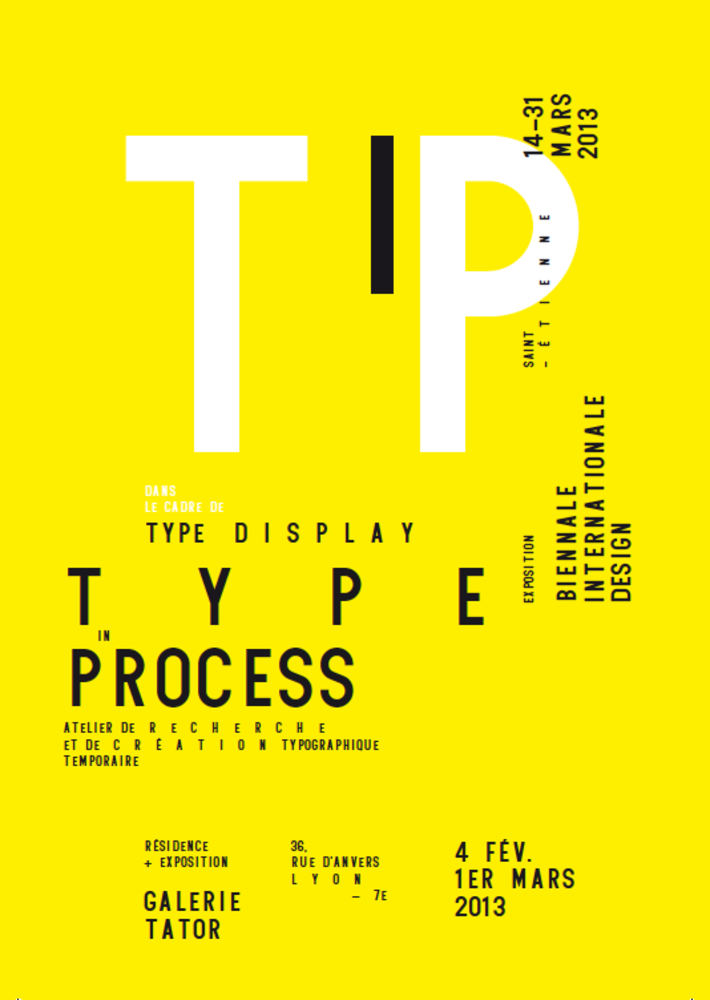 TIP
14–31
MARS
2013
SAINT
– ÉTIENNE
EXPOSITION
BIENNALE
INTERNATIONALE
DESIGN
DANS
LE CADRE DE
TYPE DISPLAY
TYPE
IN
PROCESS
ATELIER DE RECHERCHE
ET DE CRÉATION TYPOGRAPHIQUE
TEMPORAIRE
RÉSIDENCE
+ EXPOSITION
GALERIE
TATOR
36,
RUE D'ANVERS
LYON
– 7E
4 FÉV.
1ER MARS
2013